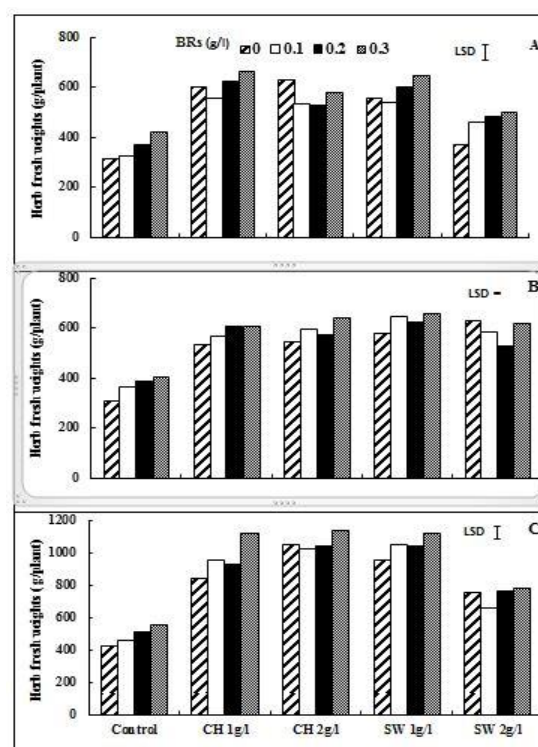 BRs (g/l) 0 0.1 0.2 0.3 LSD A
800
600
400
200
0
Herb fresh weights (g/plant)
LSD B
800
600
400
200
0
Herb fresh weights (g/plant)
LSD C
1200
1000
800
600
400
200
0
Herb fresh weights (g/plant)
Control CH 1g/l CH 2g/l SW 1g/l SW 2g/l